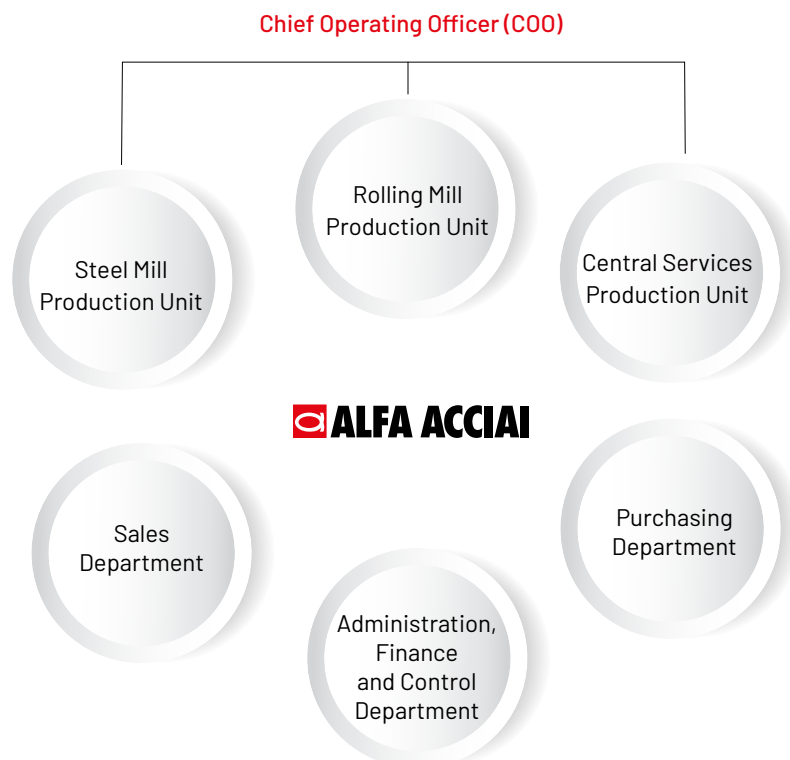 Chief Operating Officer (COO)
Rolling Mill
Production Unit
Steel Mill
Production Unit
Central Services
Production Unit
a ALFA ACCIAI
Sales
Department
Purchasing
Department
Administration,
Finance
and Control
Department